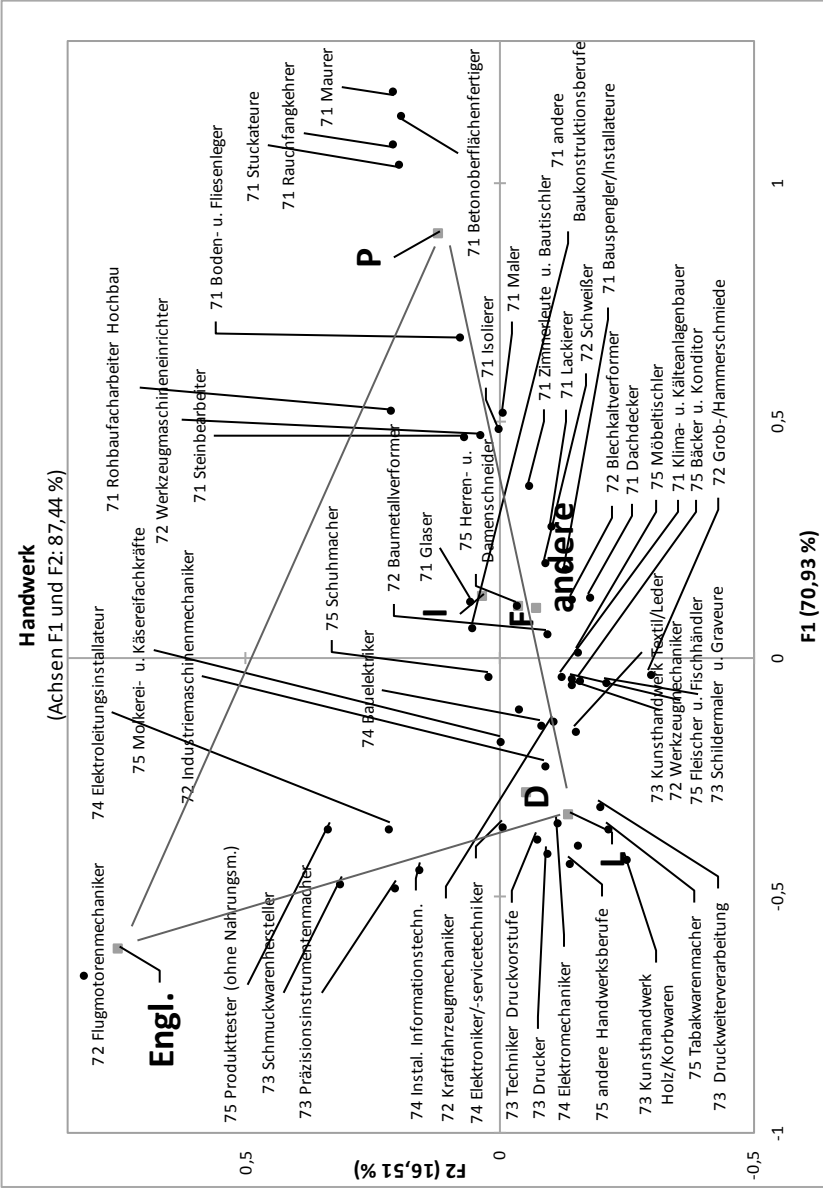 Handwerk
(Achsen F1 und F2: 87,44 %)
72 Flugmotorenmechaniker
Engl.
74 Elektroleitungsinstallateur
75 Molkerei- u. Käsereifachkräfte
72 Industriemaschinenmechaniker
71 Rohbaufacharbeiter Hochbau
72 Werkzeugmaschineneinrichter
71 Steinbearbeiter
71 Boden- u. Fliesenleger
71 Stuckateure
71 Rauchfangkehrer
71 Maurer
P
71 Betonoberflächenfertiger
75 Produkttester (ohne Nahrungsm.)
73 Schmuckwarenhersteller
73 Präzisionsinstrumentenmacher
74 Bauelektriker
75 Schuhmacher
72 Baumetallverformer
71 Glaser
75 Herren- u.
Damenschneider
71 Isolierer
71 Maler
I
F
andere
D
L
71 Zimmerleute u. Bautischler
71 andere
Baukonstruktionsberufe
71 Lackierer
72 Schweißer
71 Bauspengler/Installateure
72 Blechkaltverformer
71 Dachdecker
75 Möbeltischler
71 Klima- u. Kälteanlagenbauer
75 Bäcker u. Konditor
72 Grob-/Hammerschmiede
74 Instal. Informationstechn.
72 Kraftfahrzeugmechaniker
74 Elektroniker/-servicetechniker
73 Techniker Druckvorstufe
73 Drucker
74 Elektromechaniker
75 andere Handwerksberufe
73 Kunsthandwerk
Holz/Korbwaren
75 Tabakwarenmacher
73 Druckweiterverarbeitung
73 Kunsthandwerk Textil/Leder
72 Werkzeugmechaniker
75 Fleischer u. Fischhändler
73 Schildermaler u. Graveure
F2 (16,51 %)
0,5
0
-0,5
-1
-0,5
0
0,5
1
F1 (70,93 %)